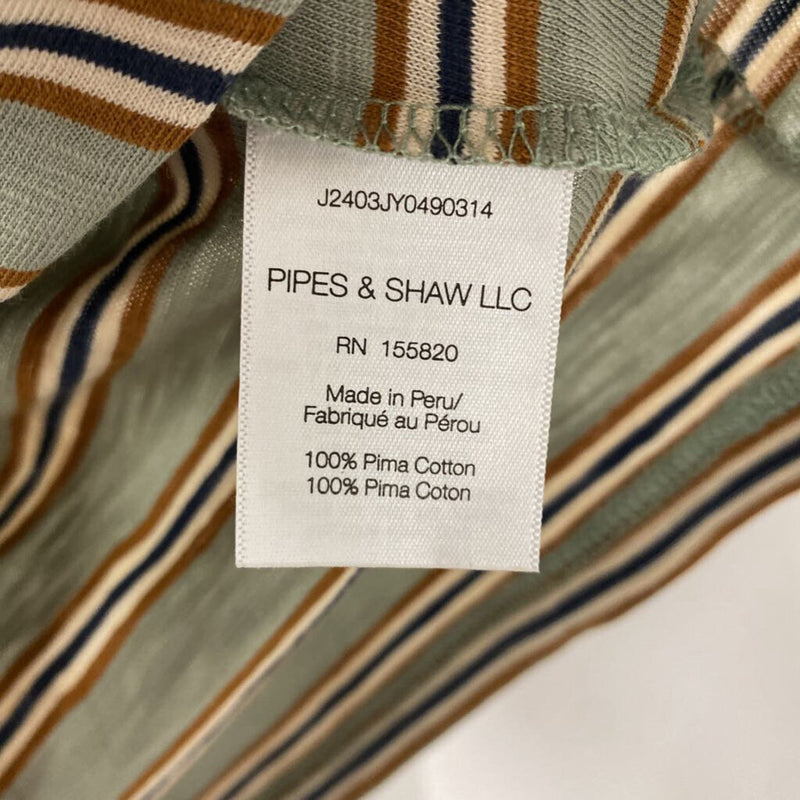 J2403JY0490314
PIPES & SHAW LLC
RN 155820
Made in Peru/
Fabriqué au Pérou
100% Pima Cotton
100% Pima Coton